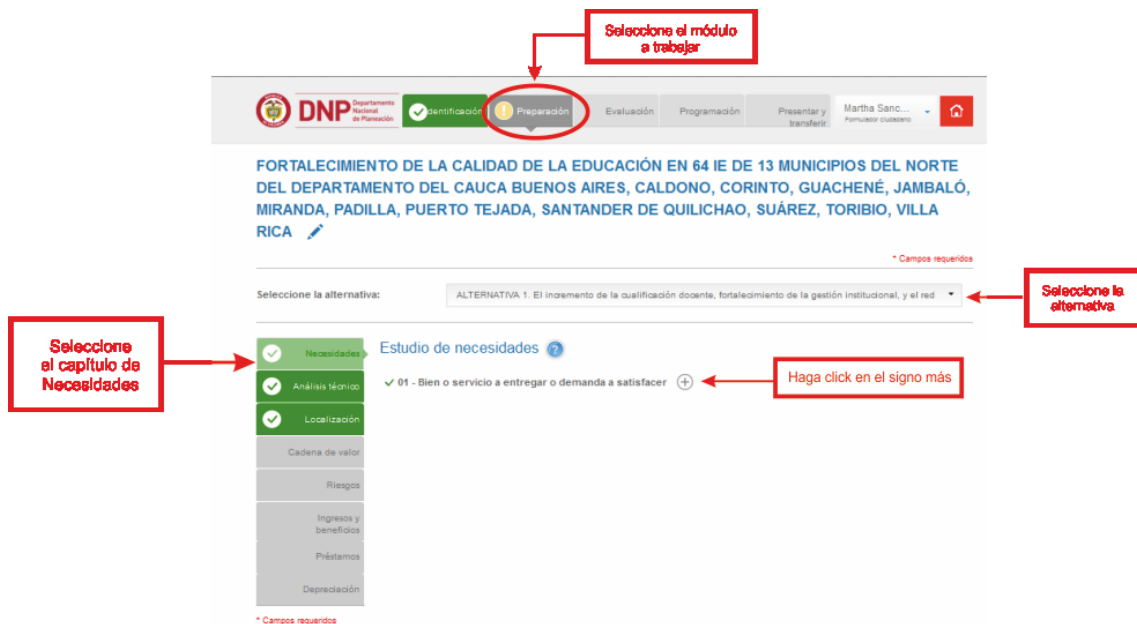 Seleccione el módulo
a trabajar
DNP
Departamento
Nacional
de Planeación
dentificación
Preparación
Evaluación
Programación
Presentar y
transferir
Martha Sanc...
Formulador ciudadano
FORTALECIMIENTO DE LA CALIDAD DE LA EDUCACIÓN EN 64 IE DE 13 MUNICIPIOS DEL NORTE
DEL DEPARTAMENTO DEL CAUCA BUENOS AIRES, CALDONO, CORINTO, GUACHENÉ, JAMBALÓ,
MIRANDA, PADILLA, PUERTO TEJADA, SANTANDER DE QUILICHAO, SUÁREZ, TORIBIO, VILLA
RICA
* Campos requeridos
Seleccione la alternativa:
ALTERNATIVA 1. El incremento de la cualificación docente, fortalecimiento de la gestión institucional, y el red
Seleccione la
alternativa
Seleccione
el capítulo de
Necesidades
Necesidades
Estudio de necesidades ?
Análisis técnico
01 - Bien o servicio a entregar o demanda a satisfacer
Haga click en el signo más
Localización
Cadena de valor
Riesgos
Ingresos y
beneficios
Préstamos
Depreciación
* Campos requeridos